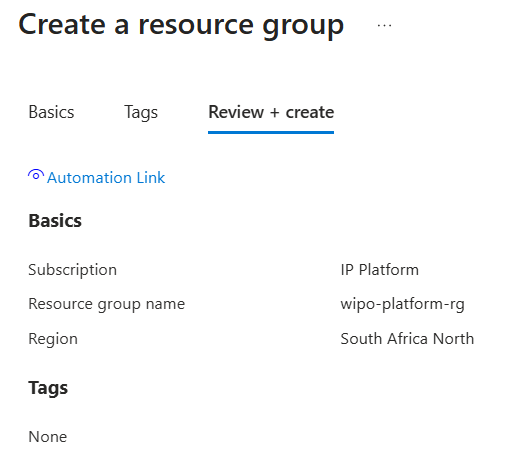 Create a resource group ...
Basics Tags Review + create
Automation Link
Basics
Subscription IP Platform
Resource group name wipo-platform-rg
Region South Africa North
Tags
None